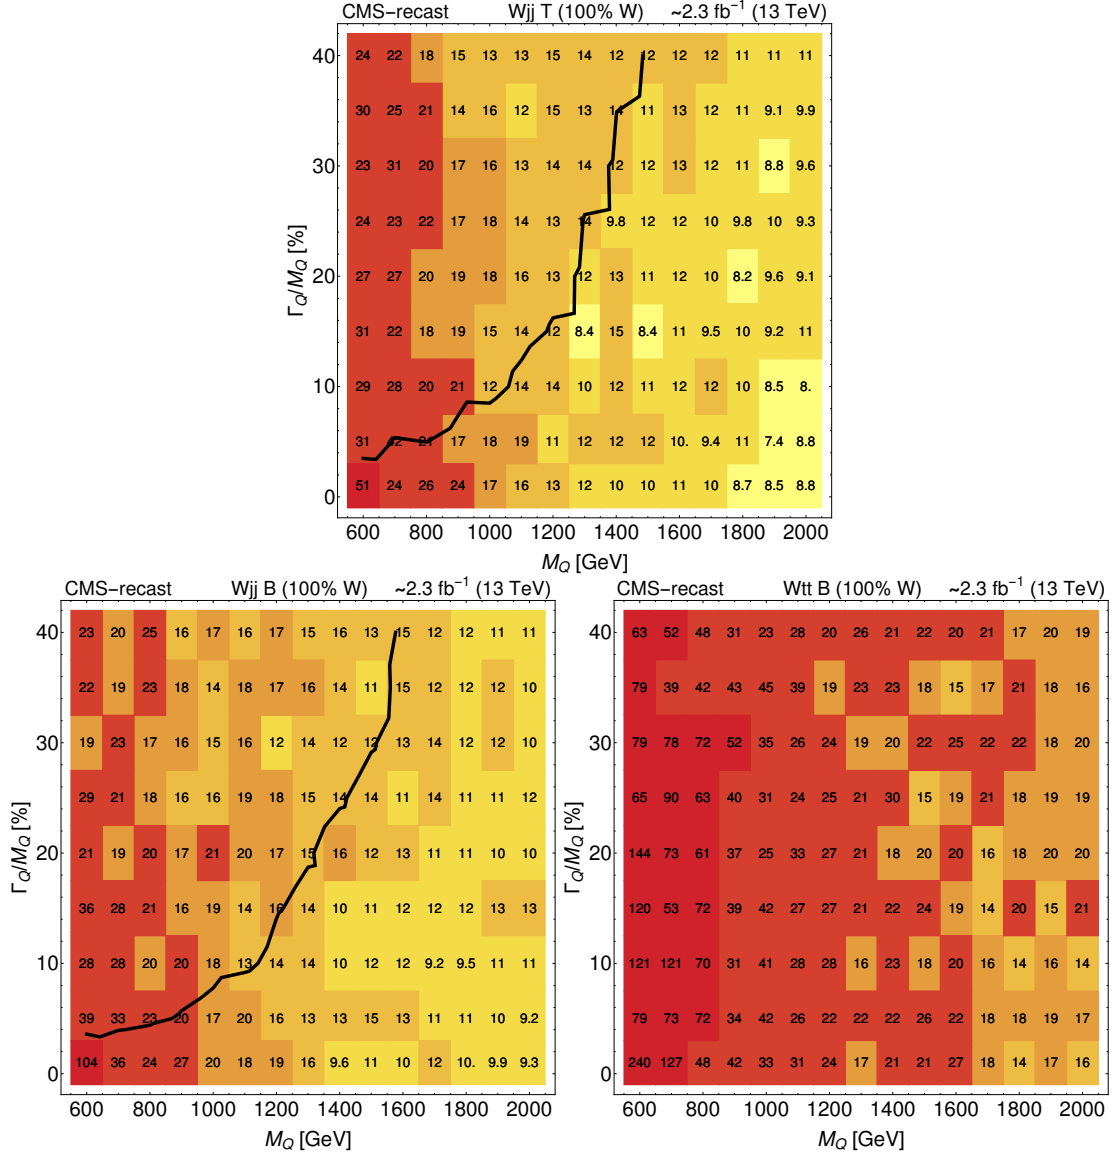 CMS−recast Wjj T (100% W) ~2.3 fb⁻¹ (13 TeV)
40 24 22 18 15 13 13 15 14 12 12 12 12 11 11 11
30 25 21 14 16 12 15 13 14 11 13 12 11 9.1 9.9
30 23 31 20 17 16 13 14 14 12 12 13 12 11 8.8 9.6
24 23 22 17 18 14 13 14 9.8 12 12 10 9.8 10 9.3
20 27 27 20 19 18 16 13 12 13 11 12 10 8.2 9.6 9.1
31 22 18 19 15 14 12 8.4 15 8.4 11 9.5 10 9.2 11
10 29 28 20 21 12 14 14 10 12 11 12 12 10 8.5 8.
31 42 21 17 18 19 11 12 12 12 10. 9.4 11 7.4 8.8
0 51 24 26 24 17 16 13 12 10 10 11 10 8.7 8.5 8.8
Γ_Q/M_Q [%]
600 800 1000 1200 1400 1600 1800 2000
M_Q [GeV]
CMS−recast Wjj B (100% W) ~2.3 fb⁻¹ (13 TeV)
40 23 20 25 16 17 16 17 15 16 13 15 12 12 11 11
22 19 23 18 14 18 17 16 14 11 15 12 12 12 10
30 19 23 17 16 15 16 12 14 12 12 13 14 12 12 10
29 21 18 16 16 19 18 15 14 14 11 14 11 11 12
20 21 19 20 17 21 20 17 15 16 12 13 11 11 10 10
36 28 21 16 19 14 16 14 10 11 12 12 12 13 13
10 28 28 20 20 18 13 14 14 10 12 12 9.2 9.5 11 11
39 33 23 20 17 20 16 13 13 15 13 11 11 10 9.2
0 104 36 24 27 20 18 19 16 9.6 11 10 12 10. 9.9 9.3
Γ_Q/M_Q [%]
600 800 1000 1200 1400 1600 1800 2000
M_Q [GeV]
CMS−recast Wtt B (100% W) ~2.3 fb⁻¹ (13 TeV)
40 63 52 48 31 23 28 20 26 21 22 20 21 17 20 19
79 39 42 43 45 39 19 23 23 18 15 17 21 18 16
30 79 78 72 52 35 26 24 19 20 22 25 22 22 18 20
65 90 63 40 31 24 25 21 30 15 19 21 18 19 19
20 144 73 61 37 25 33 27 21 18 20 20 16 18 20 20
120 53 72 39 42 27 27 21 22 24 19 14 20 15 21
10 121 121 70 31 41 28 28 16 23 18 20 16 14 16 14
79 73 72 34 42 26 22 22 22 26 22 18 18 19 17
0 240 127 48 42 33 31 24 17 21 21 27 18 14 17 16
Γ_Q/M_Q [%]
600 800 1000 1200 1400 1600 1800 2000
M_Q [GeV]